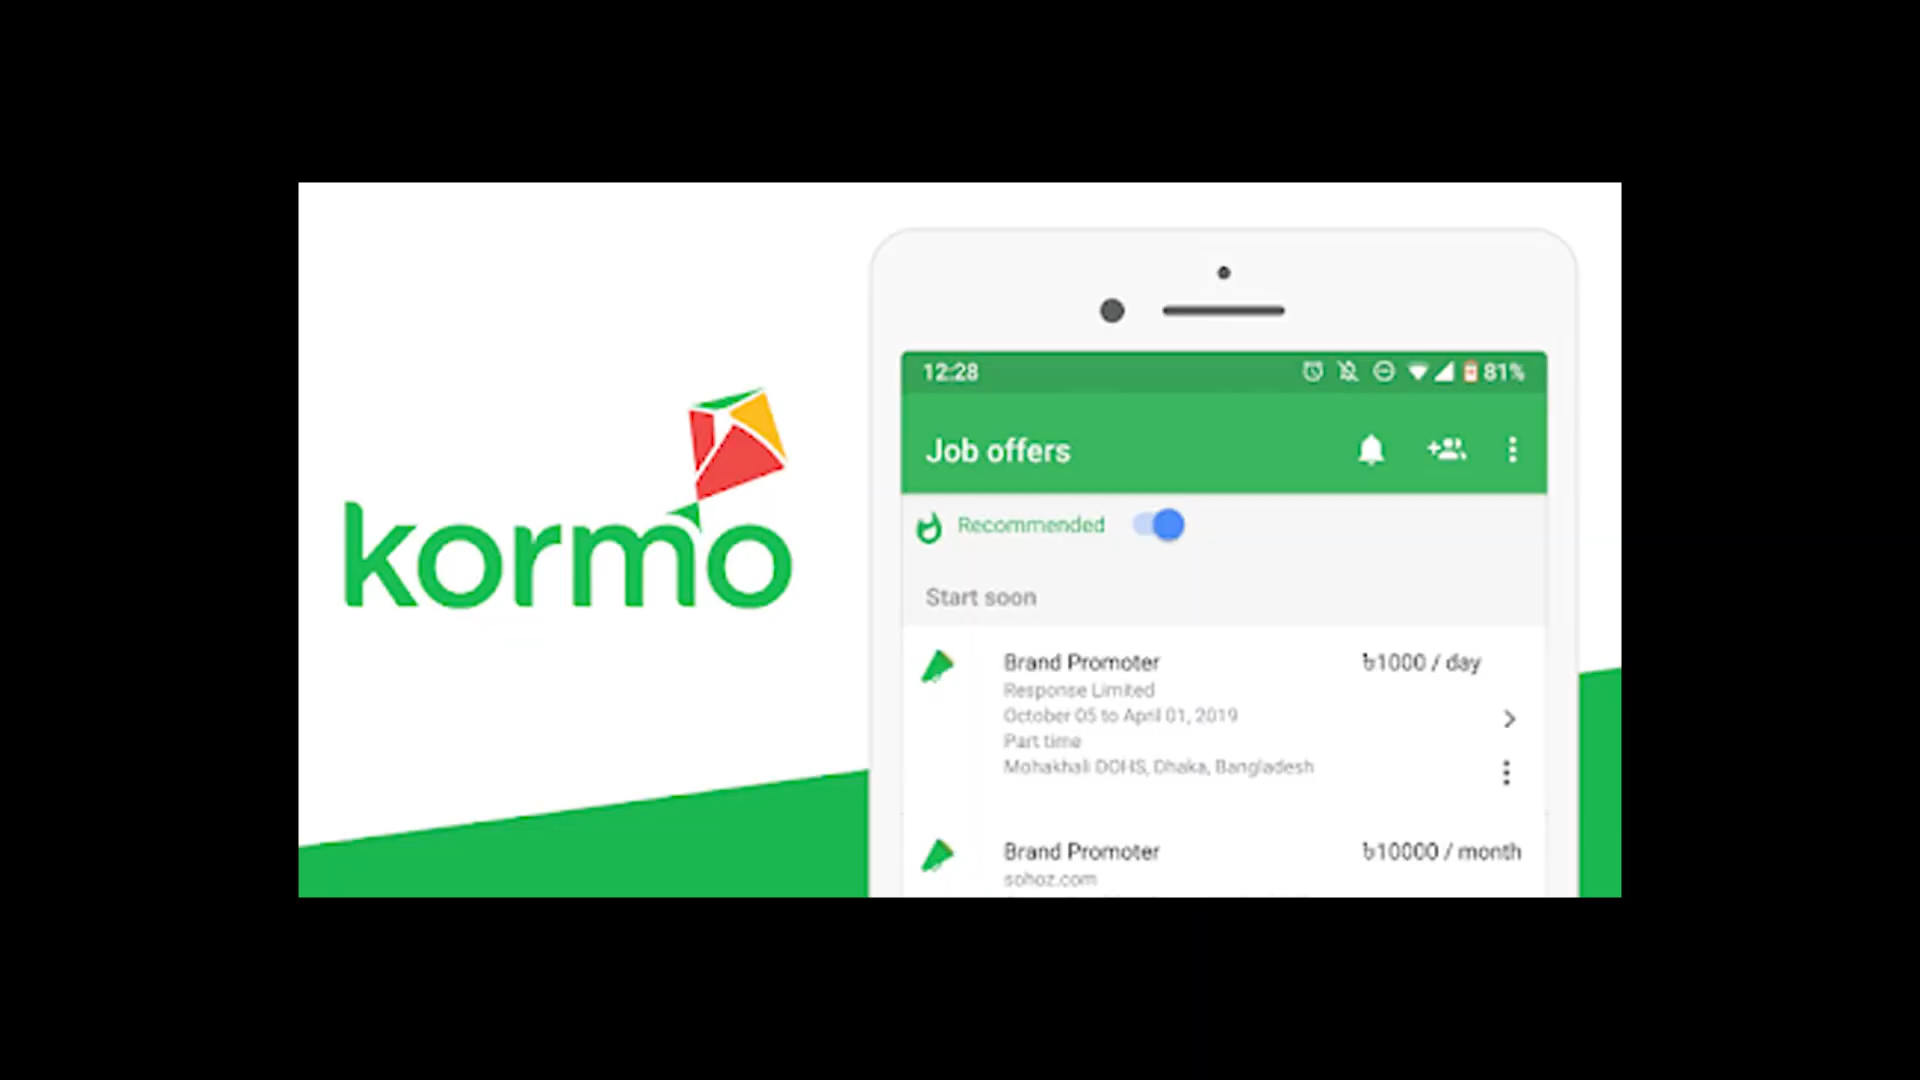 kormo
12:28
81%
Job offers
Recommended
Start soon
Brand Promoter
৳1000 / day
Response Limited
October 05 to April 01, 2019
Part time
Mohakhali DOHS, Dhaka, Bangladesh
Brand Promoter
৳10000 / month
sohoz.com